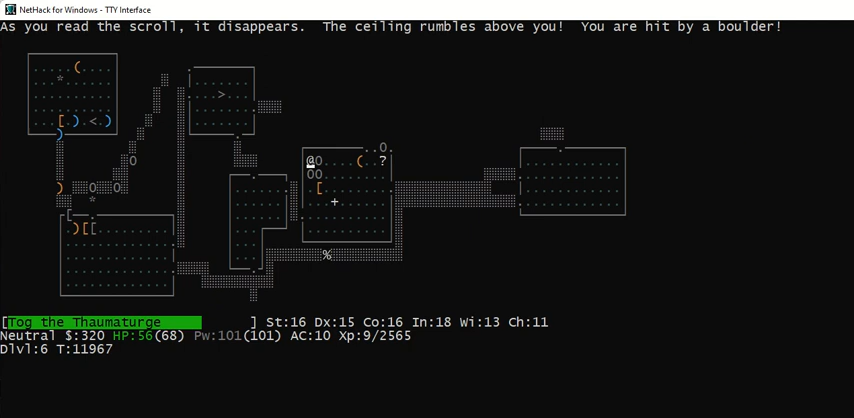 NetHack for Windows - TTY Interface
As you read the scroll, it disappears.  The ceiling rumbles above you!  You are hit by a boulder!
[Tog the Thaumaturge          ] St:16 Dx:15 Co:16 In:18 Wi:13 Ch:11
Neutral $:320 HP:56(68) Pw:101(101) AC:10 Xp:9/2565
Dlvl:6 T:11967